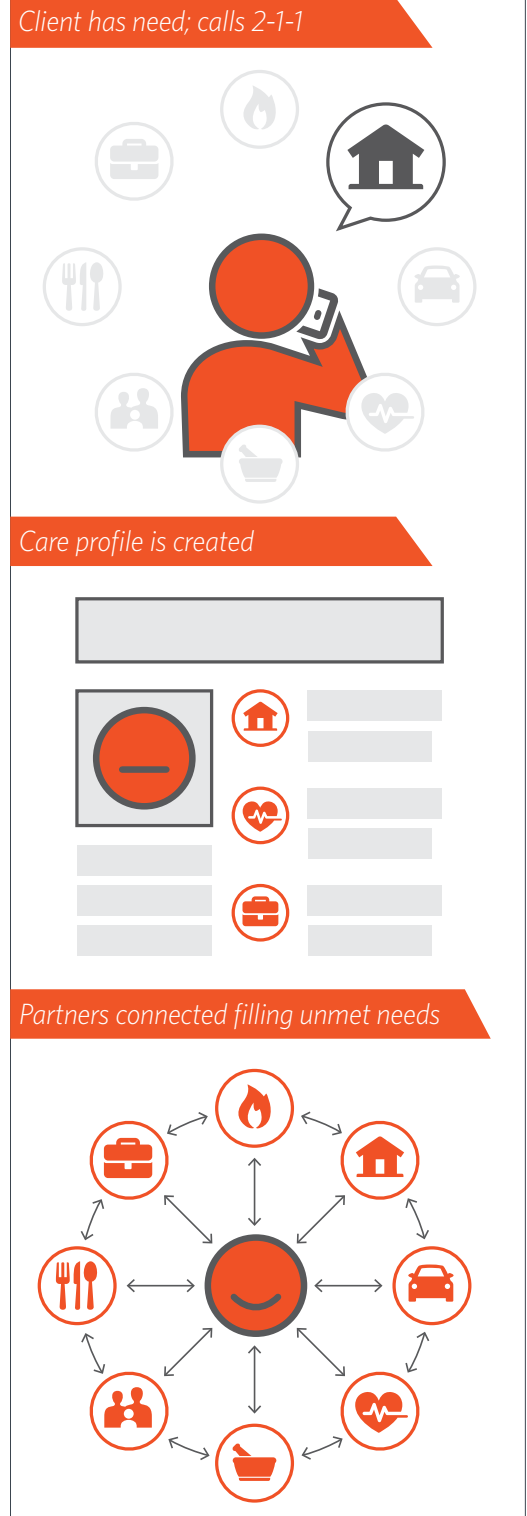 Client has need; calls 2-1-1
Care profile is created
Partners connected filling unmet needs